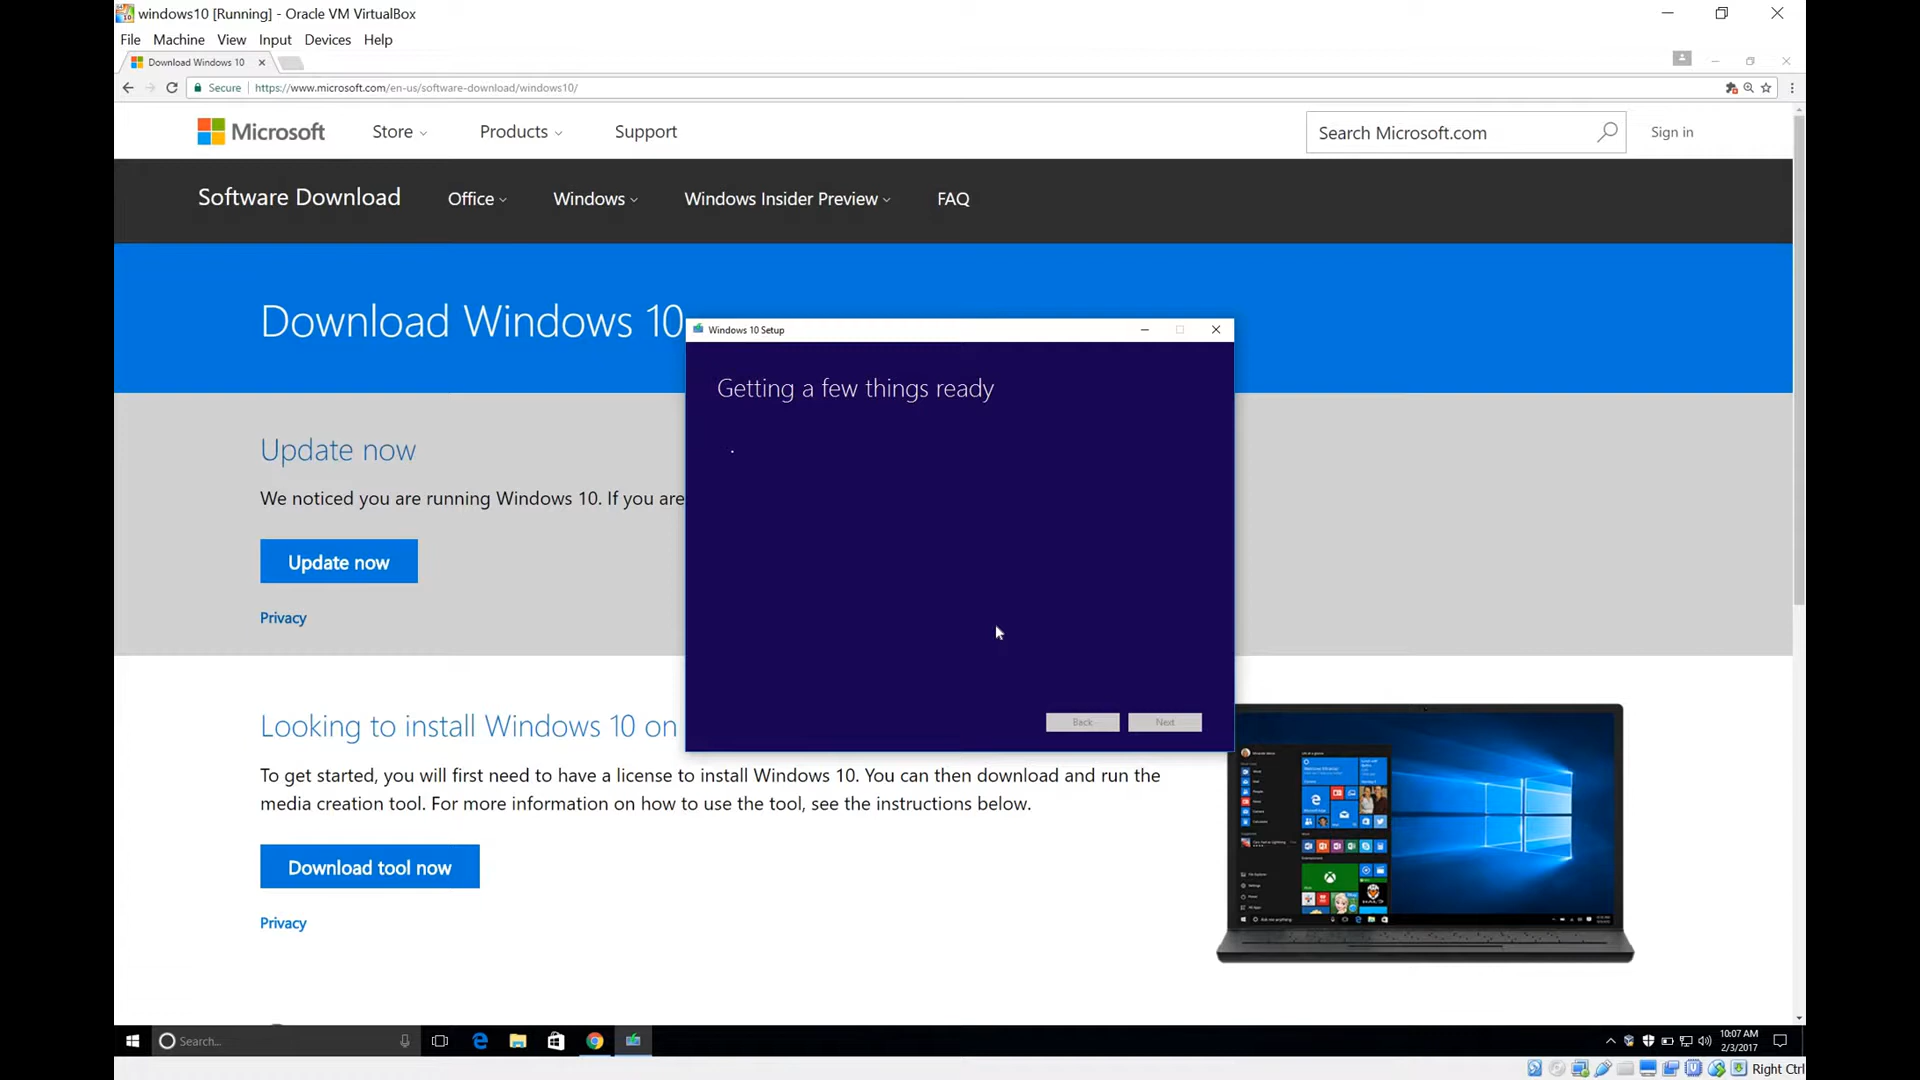 windows10 [Running] - Oracle VM VirtualBox
File Machine View Input Devices Help
Download Windows 10
Secure https://www.microsoft.com/en-us/software-download/windows10/
Microsoft Store Products Support Search Microsoft.com Sign in
Software Download Office Windows Windows Insider Preview FAQ
Download Windows 10
Windows 10 Setup
Getting a few things ready
Update now
We noticed you are running Windows 10. If you are
Update now
Privacy
Back Next
Looking to install Windows 10 on
To get started, you will first need to have a license to install Windows 10. You can then download and run the
media creation tool. For more information on how to use the tool, see the instructions below.
Download tool now
Privacy
Search...
10:07 AM
2/3/2017
Right Ctrl